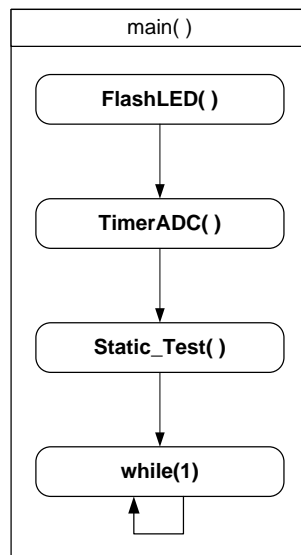 main( )
FlashLED( )
TimerADC( )
Static_Test( )
while(1)